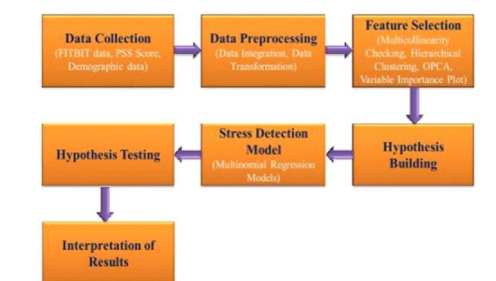 Data Collection
(FITBIT data, PSS Score,
Demographic data)
Data Preprocessing
(Data Integration, Data
Transformation)
Feature Selection
(Multicollinearity
Checking, Hierarchical
Clustering, OPCA,
Variable Importance Plot)
Hypothesis
Building
Stress Detection
Model
(Multinomial Regression
Models)
Hypothesis Testing
Interpretation of
Results